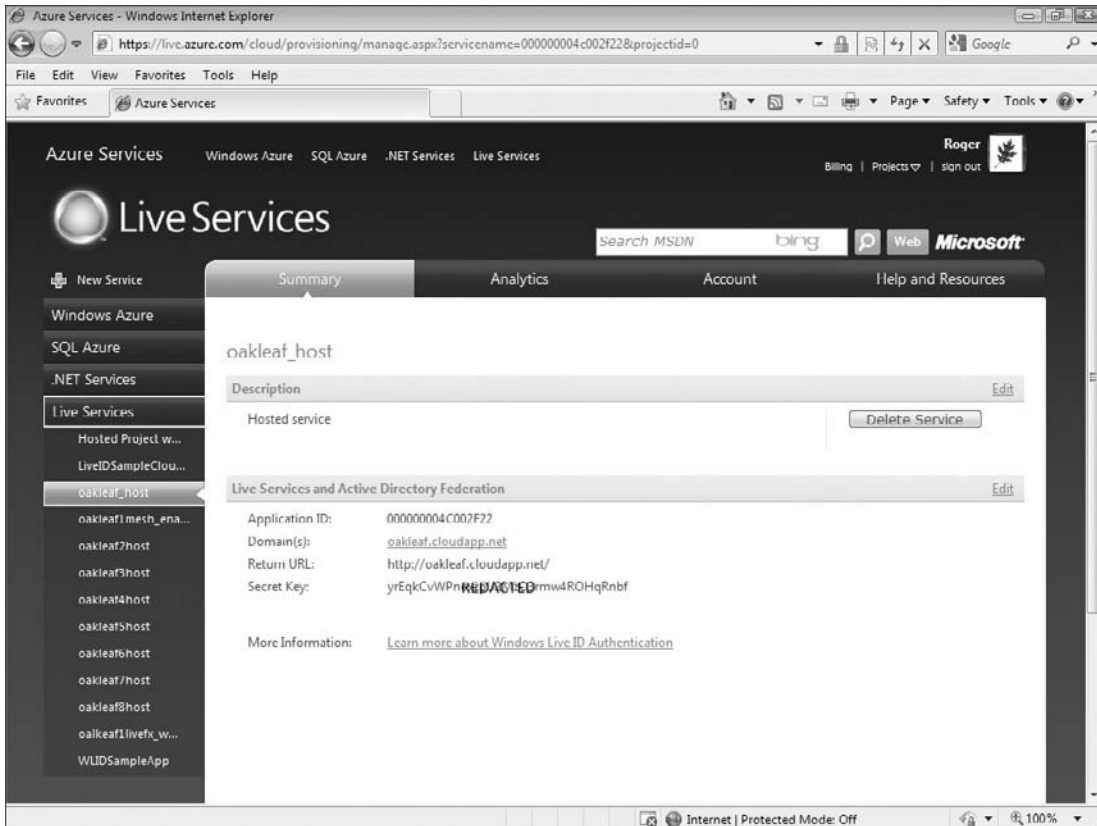 Azure Services - Windows Internet Explorer
https://live.azure.com/cloud/provisioning/manage.aspx?servicename=000000004c002f22&projectid=0
Google
File Edit View Favorites Tools Help
Favorites Azure Services Page Safety Tools
Azure Services Windows Azure SQL Azure .NET Services Live Services
Roger
Billing | Projects | sign out
Live Services
Search MSDN bing Web Microsoft
New Service Summary Analytics Account Help and Resources
Windows Azure
SQL Azure
.NET Services
Live Services
Hosted Project w...
LiveIDSampleClou...
oakleaf_host
oakleaf1mesh_ena...
oakleaf2host
oakleaf3host
oakleaf4host
oakleaf5host
oakleaf6host
oakleaf7host
oakleaf8host
oalkeaf1livefx_w...
WLIDSampleApp
oakleaf_host
Description Edit
Hosted service Delete Service
Live Services and Active Directory Federation Edit
Application ID: 000000004C002F22
Domain(s): oakleaf.cloudapp.net
Return URL: http://oakleaf.cloudapp.net/
Secret Key: yrEqkCvWPn REDACTED rmw4ROHqRnbf
More Information: Learn more about Windows Live ID Authentication
Internet | Protected Mode: Off 100%